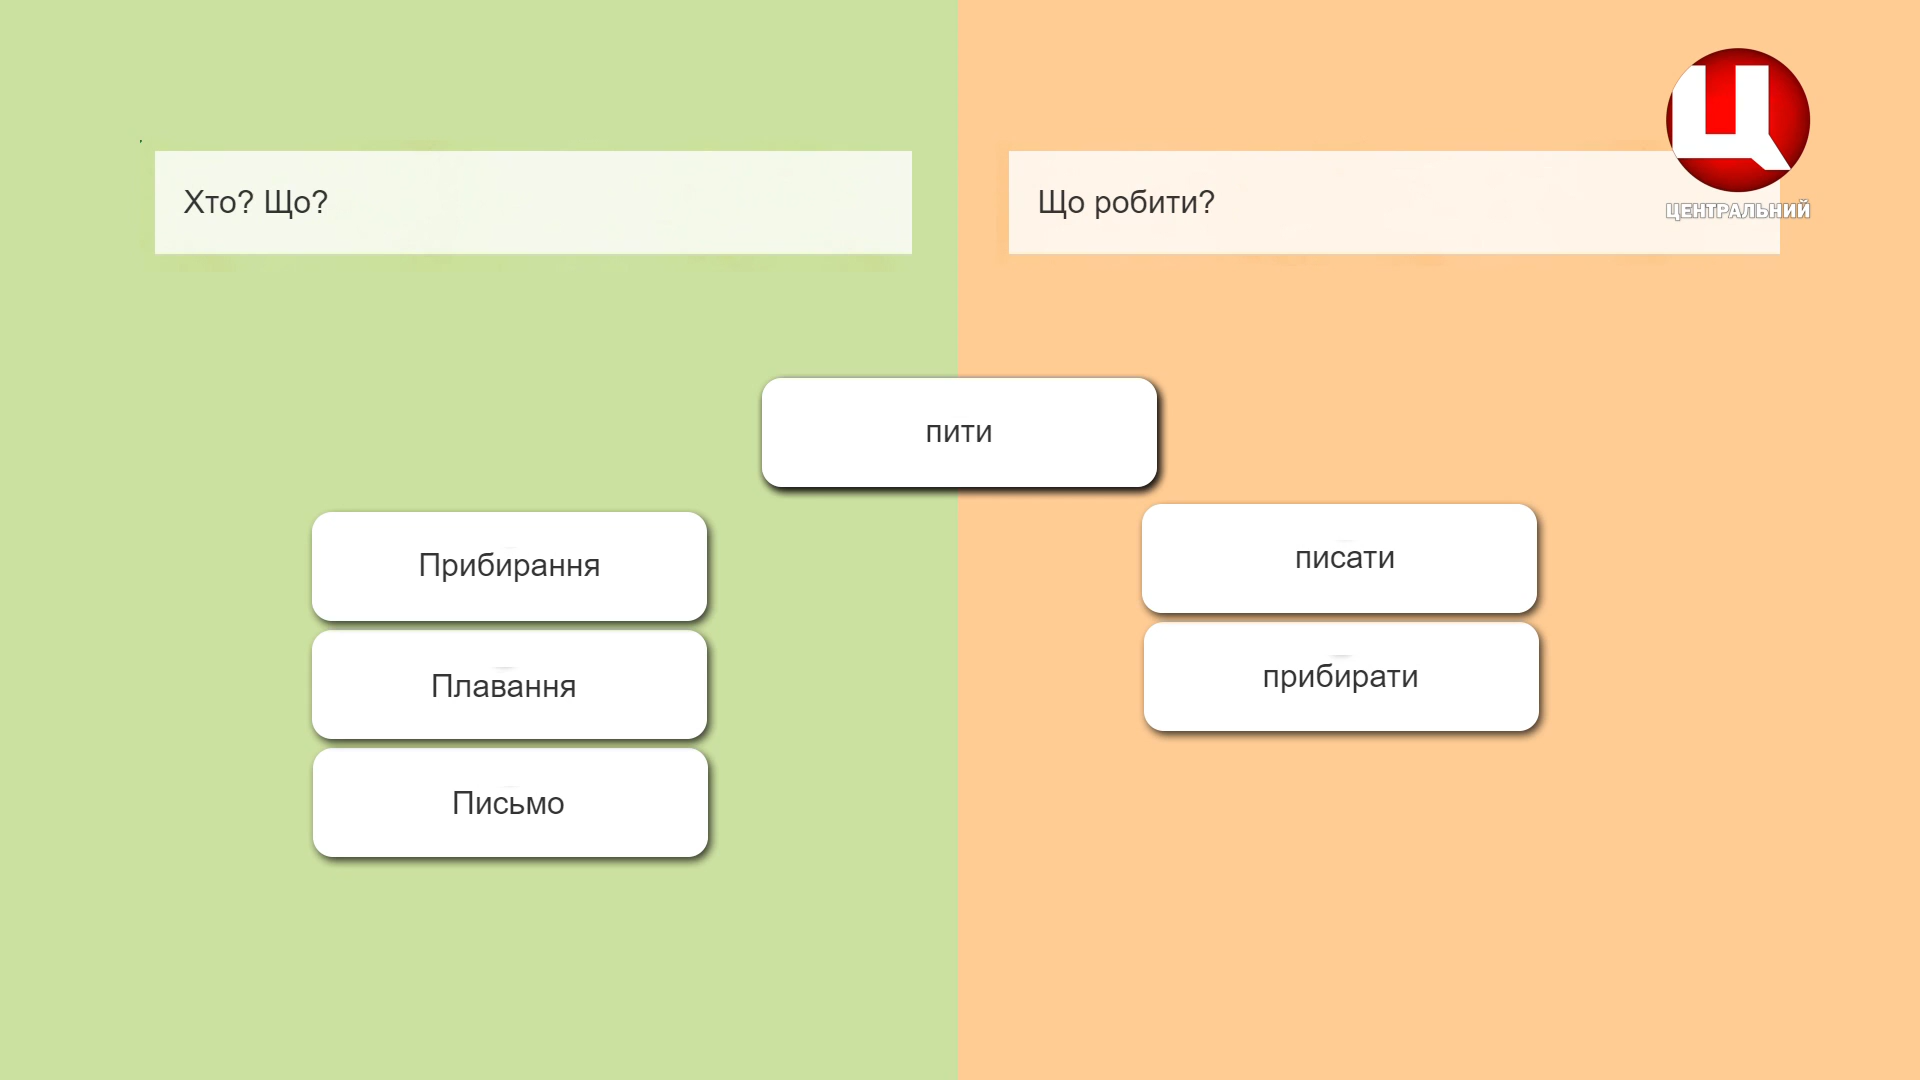 Хто? Що?
Що робити?
Ц
ЦЕНТРАЛЬНИЙ
пити
Прибирання
Плавання
Письмо
писати
прибирати